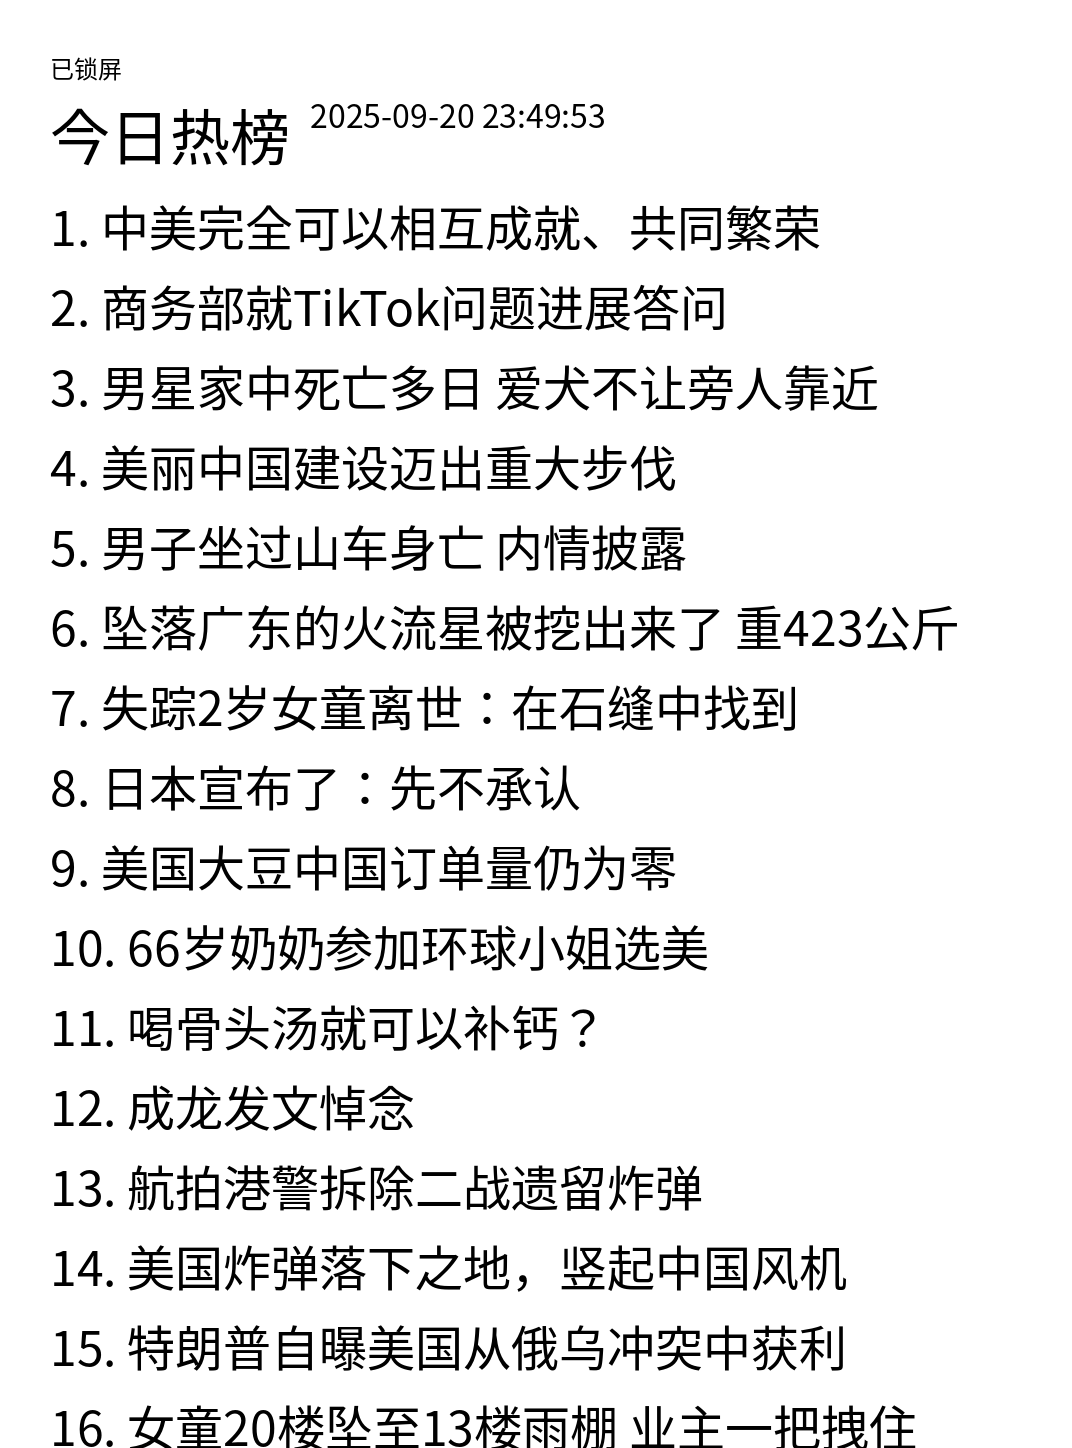 已锁屏
今日热榜 2025-09-20 23:49:53
1. 中美完全可以相互成就、共同繁荣
2. 商务部就TikTok问题进展答问
3. 男星家中死亡多日 爱犬不让旁人靠近
4. 美丽中国建设迈出重大步伐
5. 男子坐过山车身亡 内情披露
6. 坠落广东的火流星被挖出来了 重423公斤
7. 失踪2岁女童离世：在石缝中找到
8. 日本宣布了：先不承认
9. 美国大豆中国订单量仍为零
10. 66岁奶奶参加环球小姐选美
11. 喝骨头汤就可以补钙？
12. 成龙发文悼念
13. 航拍港警拆除二战遗留炸弹
14. 美国炸弹落下之地，竖起中国风机
15. 特朗普自曝美国从俄乌冲突中获利
16. 女童20楼坠至13楼雨棚 业主一把拽住